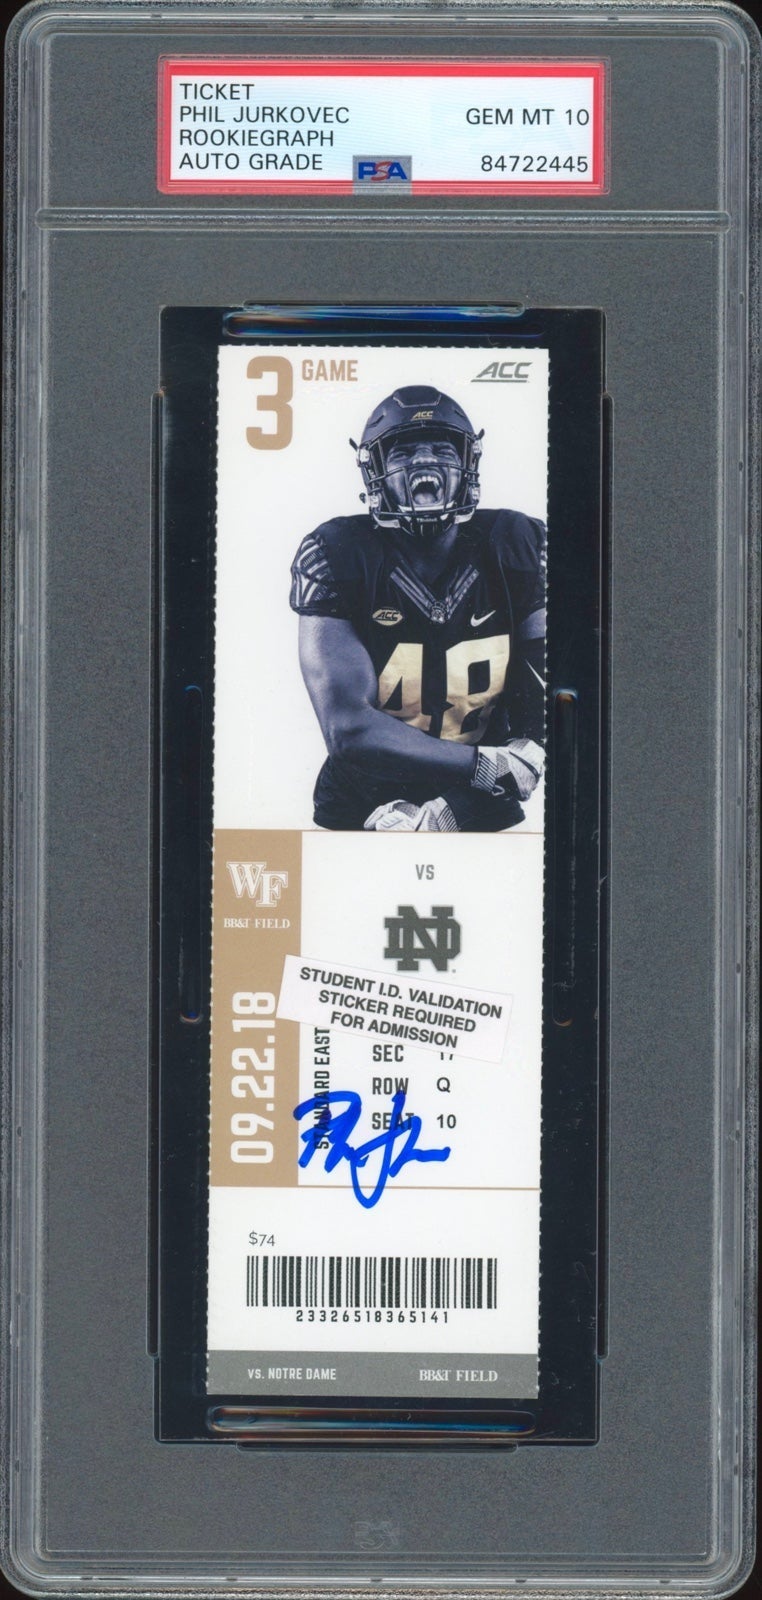 TICKET
PHIL JURKOVEC
ROOKIEGRAPH
AUTO GRADE
GEM MT 10
84722445
PSA
3 GAME
ACC
ACC
ACC
48
WF
BB&T FIELD
09.22.18
VS
ND
STUDENT I.D. VALIDATION
STICKER REQUIRED
FOR ADMISSION
STANDARD EAST
SEC 17
ROW Q
SEAT 10
$74
23326518365141
VS. NOTRE DAME
BB&T FIELD